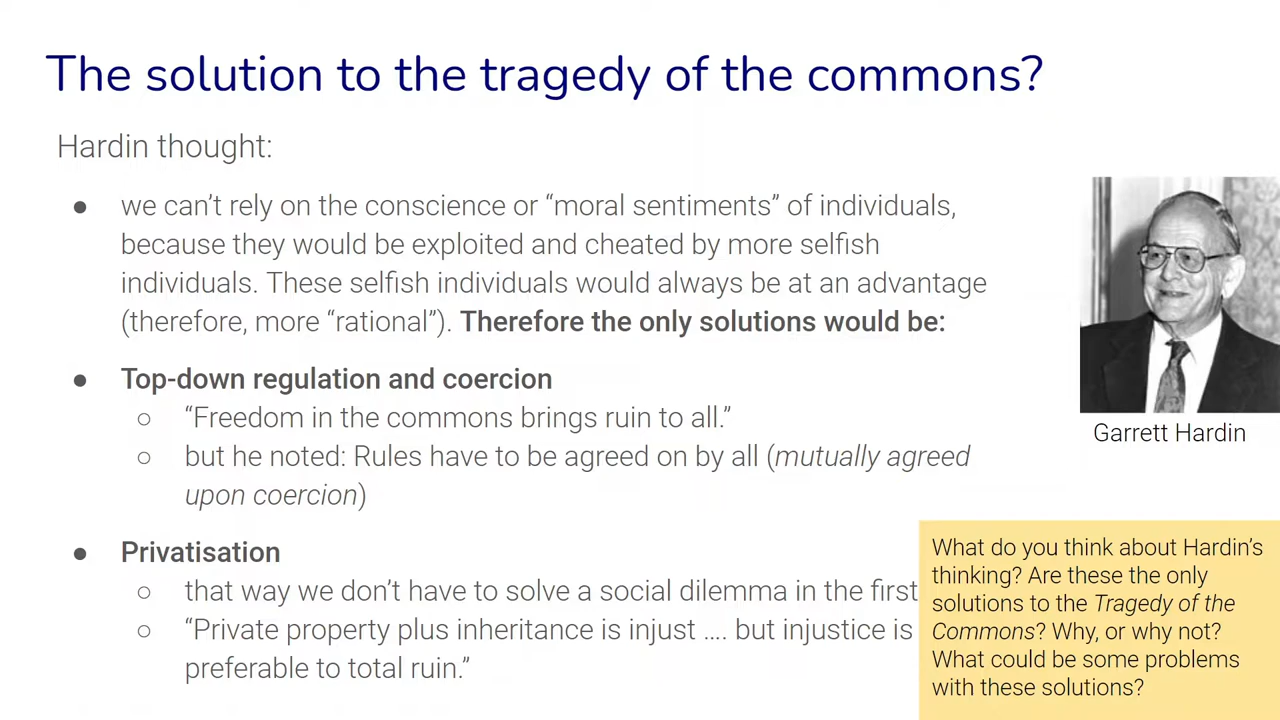 The solution to the tragedy of the commons?
Hardin thought:
● we can’t rely on the conscience or “moral sentiments” of individuals,
because they would be exploited and cheated by more selfish
individuals. These selfish individuals would always be at an advantage
(therefore, more “rational”). Therefore the only solutions would be:
● Top-down regulation and coercion
○ “Freedom in the commons brings ruin to all.”
○ but he noted: Rules have to be agreed on by all (mutually agreed
upon coercion)
● Privatisation
○ that way we don’t have to solve a social dilemma in the first
○ “Private property plus inheritance is injust .... but injustice is
preferable to total ruin.”
Garrett Hardin
What do you think about Hardin’s
thinking? Are these the only
solutions to the Tragedy of the
Commons? Why, or why not?
What could be some problems
with these solutions?